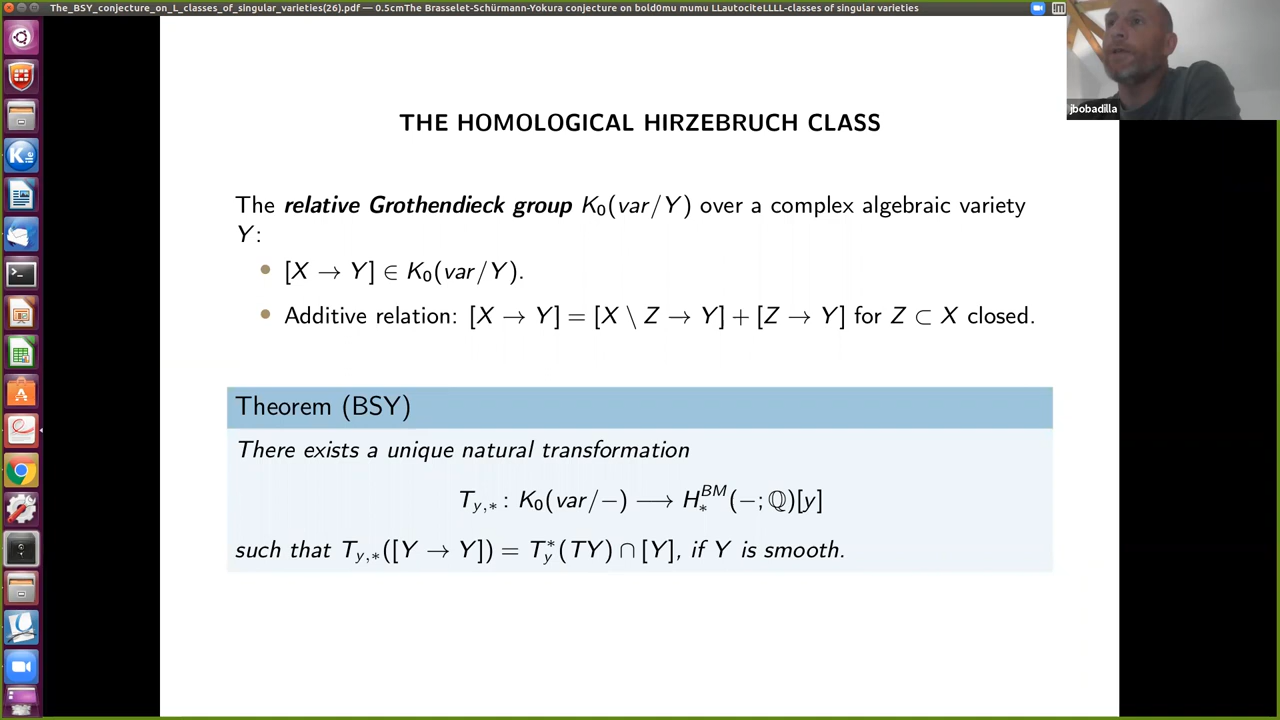 The_BSY_conjecture_on_L_classes_of_singular_varieties(26).pdf — 0.5cmThe Brasselet-Schürmann-Yokura conjecture on bold0mu mumu LLautociteLLLL-classes of singular varieties
jbobadilla
THE HOMOLOGICAL HIRZEBRUCH CLASS
The relative Grothendieck group K₀(var/Y) over a complex algebraic variety
Y:
[X → Y] ∈ K₀(var/Y).
Additive relation: [X → Y] = [X \ Z → Y] + [Z → Y] for Z ⊂ X closed.
Theorem (BSY)
There exists a unique natural transformation
T_{y,*}: K₀(var/−) ⟶ H_*^{BM}(−; ℚ)[y]
such that T_{y,*}([Y → Y]) = T_y^*(TY) ∩ [Y], if Y is smooth.